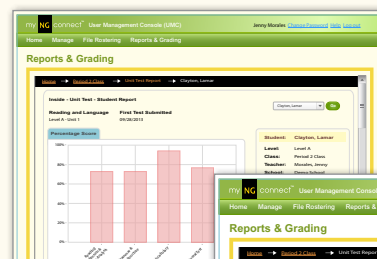 my NG connect User Management Console (UMC) Jenny Morales Change Password Help Log out
Home Manage File Rostering Reports & Grading
Reports & Grading
Home → Period 2 Class → Unit Test Report → Clayton, Lamar
Inside - Unit Test - Student Report
Reading and Language First Test Submitted
Level A - Unit 1 09/28/2013
Clayton, Lamar Go
Percentage Score
Student: Clayton, Lamar
Level: Level A
Class: Period 2 Class
Teacher: Morales, Jenny
School: Demo School
100%
80%
60%
40%
20%
0%
my NG connect User Management Consol
Home Manage File Rostering Reports &
Reports & Grading
Home → Period 2 Class → Unit Test Report